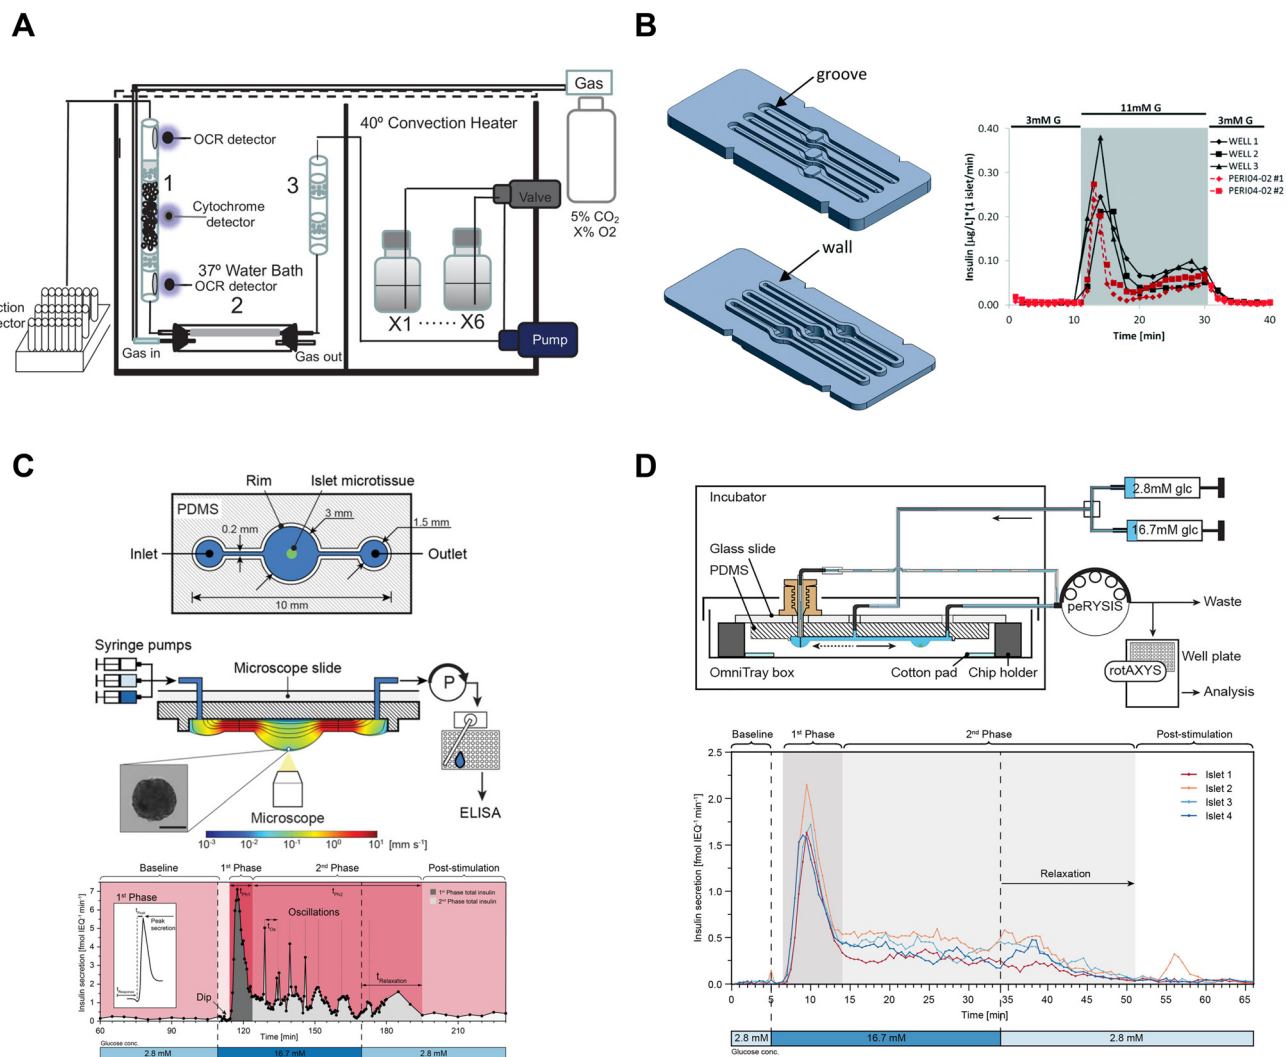 A
Gas
OCR detector
40º Convection Heater
1
3
Cytochrome
detector
Valve
5% CO2
X% O2
37º Water Bath
OCR detector
2
X1 ...... X6
Gas in
Gas out
Pump
B
groove
wall
11mM G
3mM G
3mM G
0.40
0.30
0.20
0.10
0.00
Insulin [µg/L]*(1 islet/min)
WELL 1
WELL 2
WELL 3
PERI04-02 #1
PERI04-02 #2
0 10 20 30 40
Time [min]
C
Rim
Islet microtissue
PDMS
3 mm
0.2 mm
1.5 mm
Inlet
Outlet
10 mm
Syringe pumps
Microscope slide
P
ELISA
Microscope
10-3 10-2 10-1 100 101 [mm s-1]
Baseline
1st Phase
2nd Phase
Post-stimulation
1st Phase
tPeak
Peak
secretion
tResponse
tPh1
tPh2
1st Phase total insulin
2nd Phase total insulin
Oscillations
tOs
tRelaxation
Dip
Insulin secretion [fmol IEQ-1 min-1]
7
6
5
4
3
2
1
0
60 90 120 150 180 210
Time [min]
Glucose conc.
2.8 mM
16.7 mM
2.8 mM
D
Incubator
2.8mM glc
16.7mM glc
Glass slide
PDMS
peRYSIS
Waste
Well plate
rotAXYS
Analysis
OmniTray box
Cotton pad
Chip holder
Baseline
1st Phase
2nd Phase
Post-stimulation
2.5
2.0
1.5
1.0
0.5
0.0
Insulin secretion [fmol IEQ-1 min-1]
Islet 1
Islet 2
Islet 3
Islet 4
Relaxation
0 5 10 15 20 25 30 35 40 45 50 55 60 65
Time [min]
2.8 mM
16.7 mM
2.8 mM
Glucose conc.